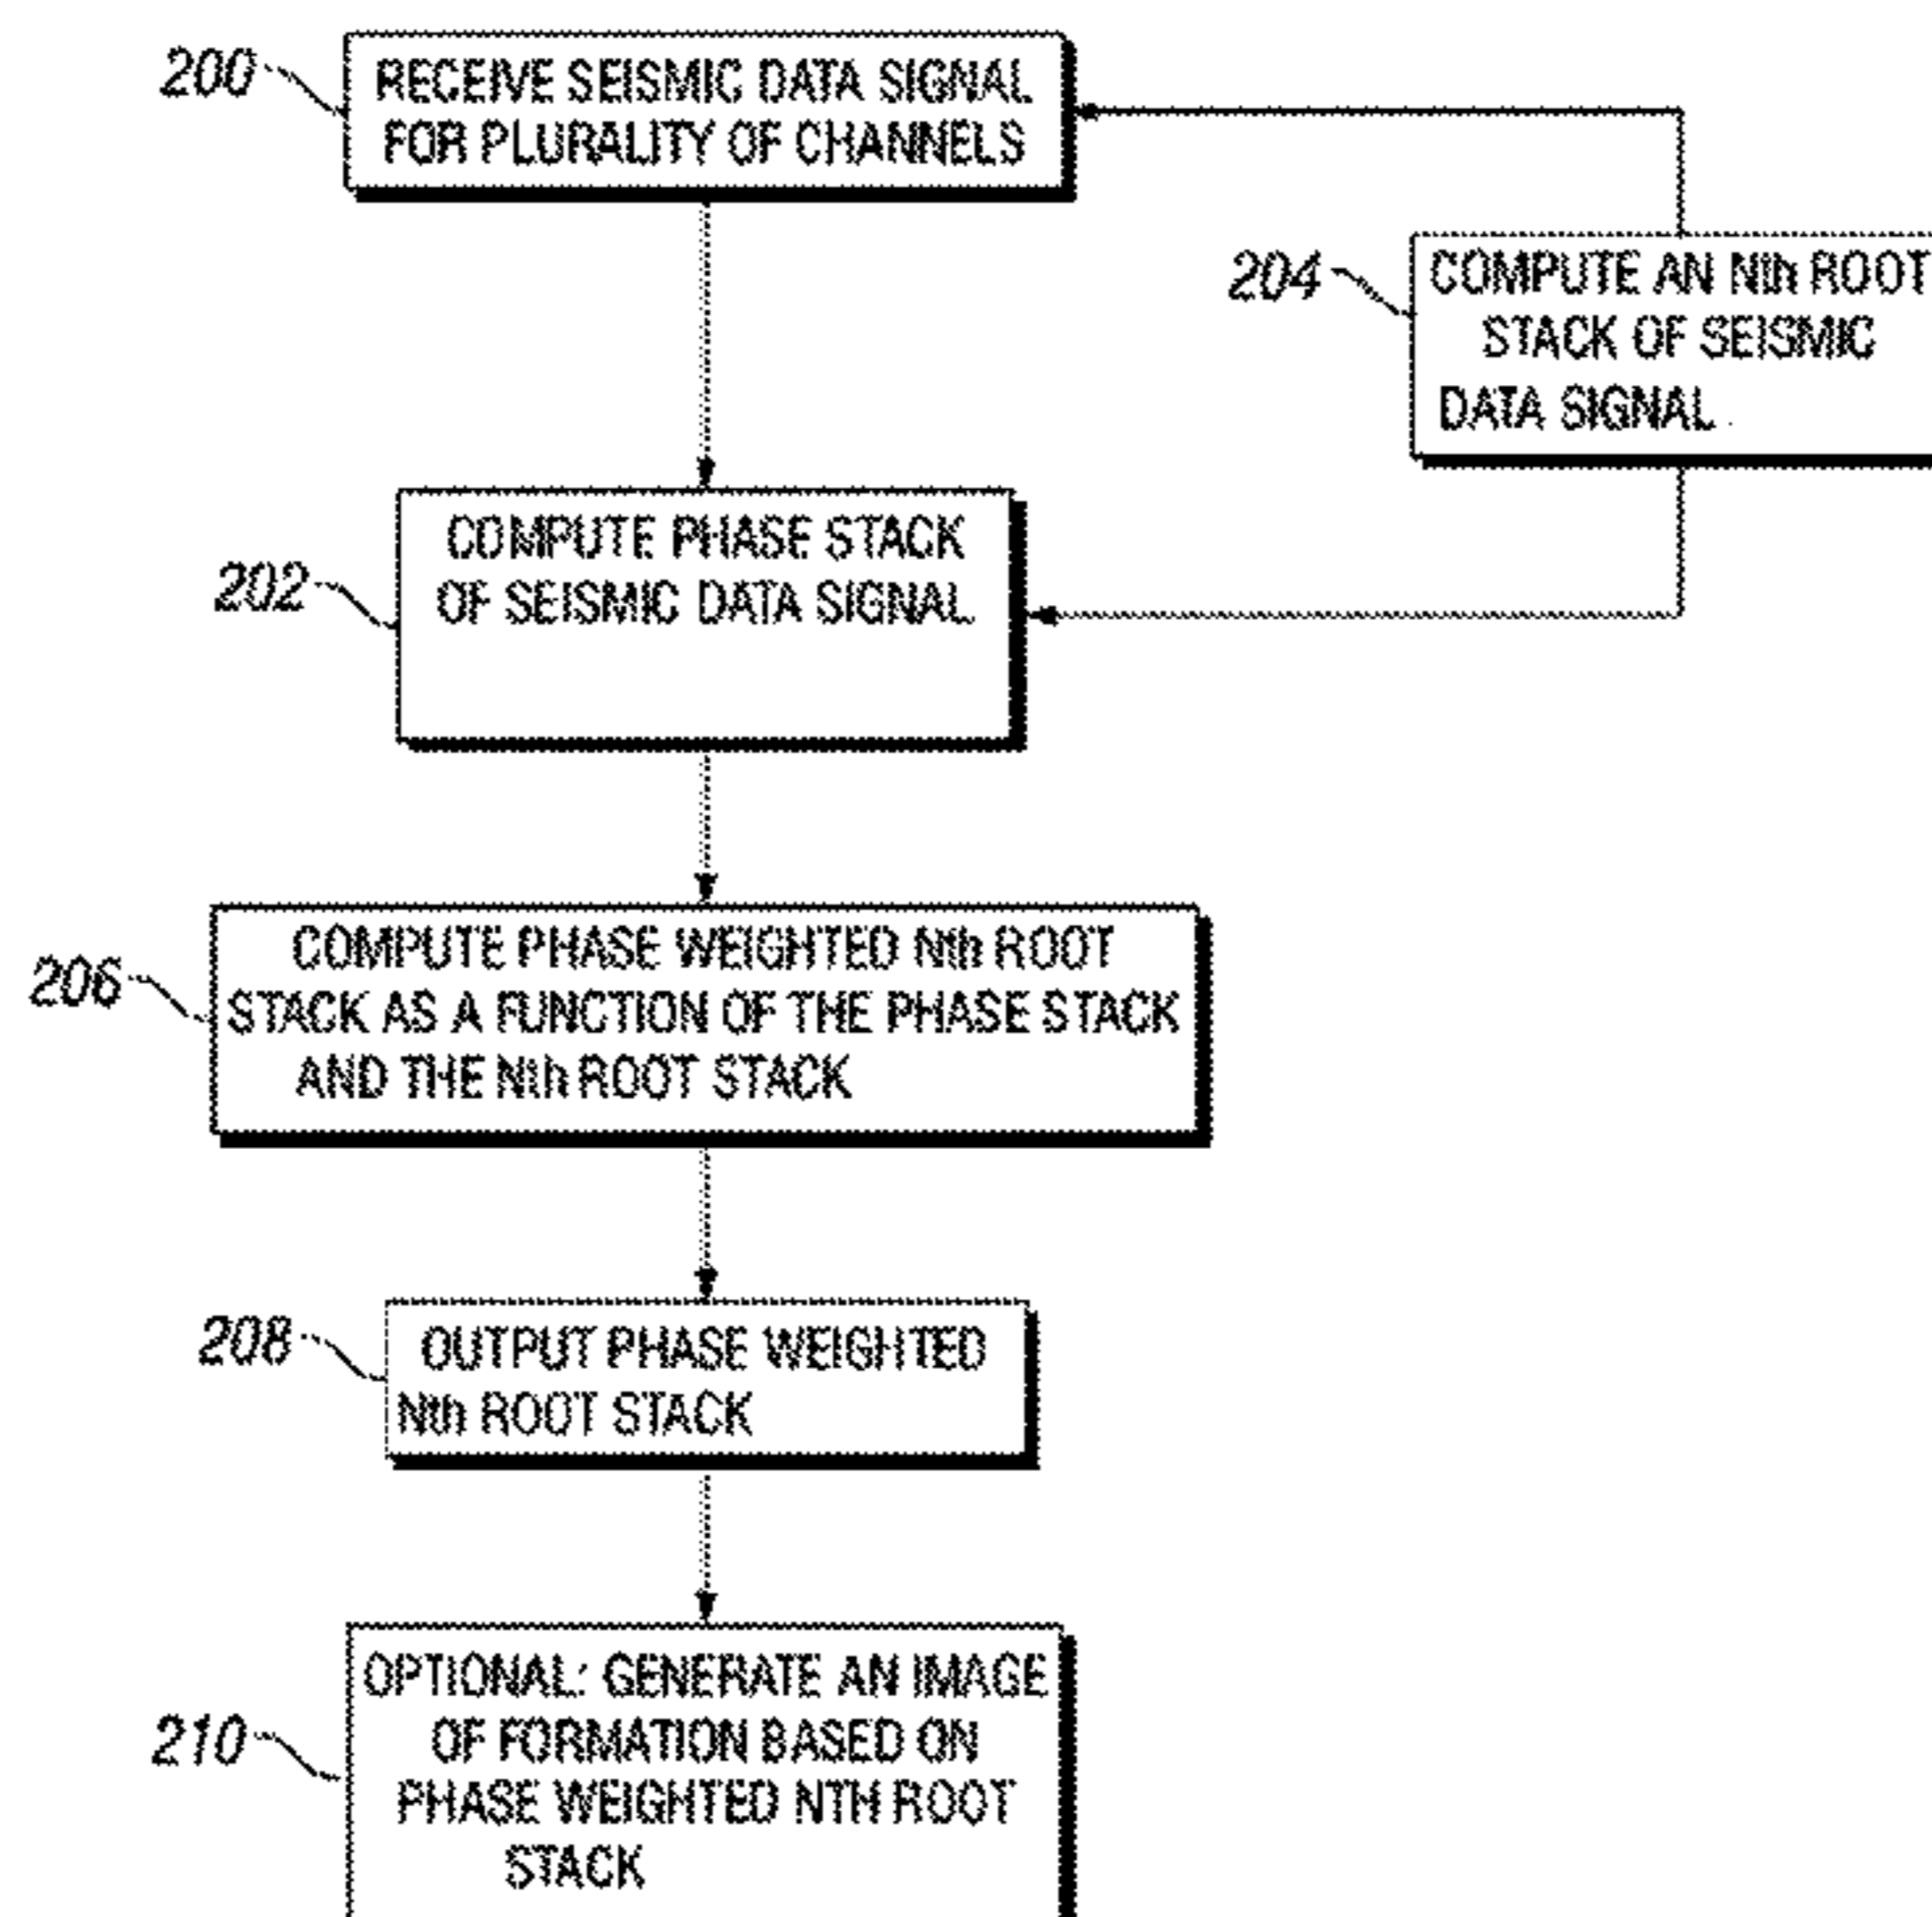 200
RECEIVE SEISMIC DATA SIGNAL
FOR PLURALITY OF CHANNELS
204
COMPUTE AN Nth ROOT
STACK OF SEISMIC
DATA SIGNAL
202
COMPUTE PHASE STACK
OF SEISMIC DATA SIGNAL
206
COMPUTE PHASE WEIGHTED Nth ROOT
STACK AS A FUNCTION OF THE PHASE STACK
AND THE Nth ROOT STACK
208
OUTPUT PHASE WEIGHTED
Nth ROOT STACK
210
OPTIONAL: GENERATE AN IMAGE
OF FORMATION BASED ON
PHASE WEIGHTED NTH ROOT
STACK